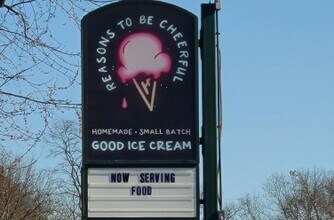 REASONS TO BE CHEERFUL
HOMEMADE • SMALL BATCH
GOOD ICE CREAM
NOW SERVING
FOOD